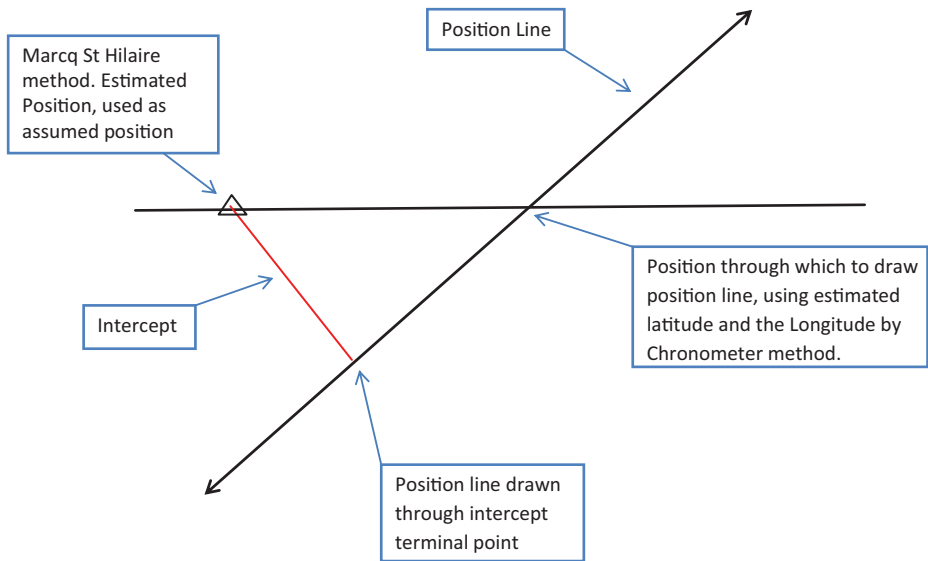 Marcq St Hilaire
method. Estimated
Position, used as
assumed position
Position Line
Intercept
Position through which to draw
position line, using estimated
latitude and the Longitude by
Chronometer method.
Position line drawn
through intercept
terminal point